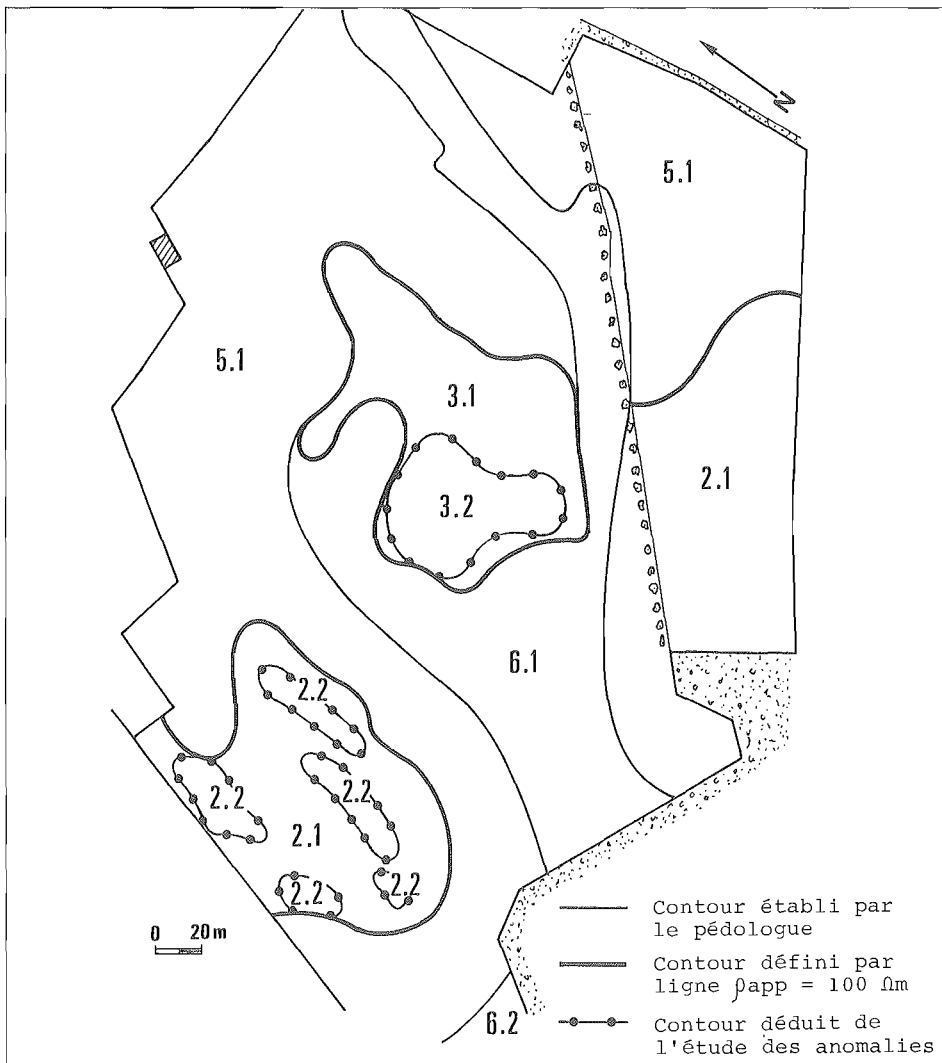 N
5.1
5.1
3.1
2.1
3.2
6.1
2.2
2.2
2.2
2.1
2.2
2.2
0 20m
6.2
Contour établi par
le pédologue
Contour défini par
ligne ρapp = 100 Ωm
Contour déduit de
l'étude des anomalies